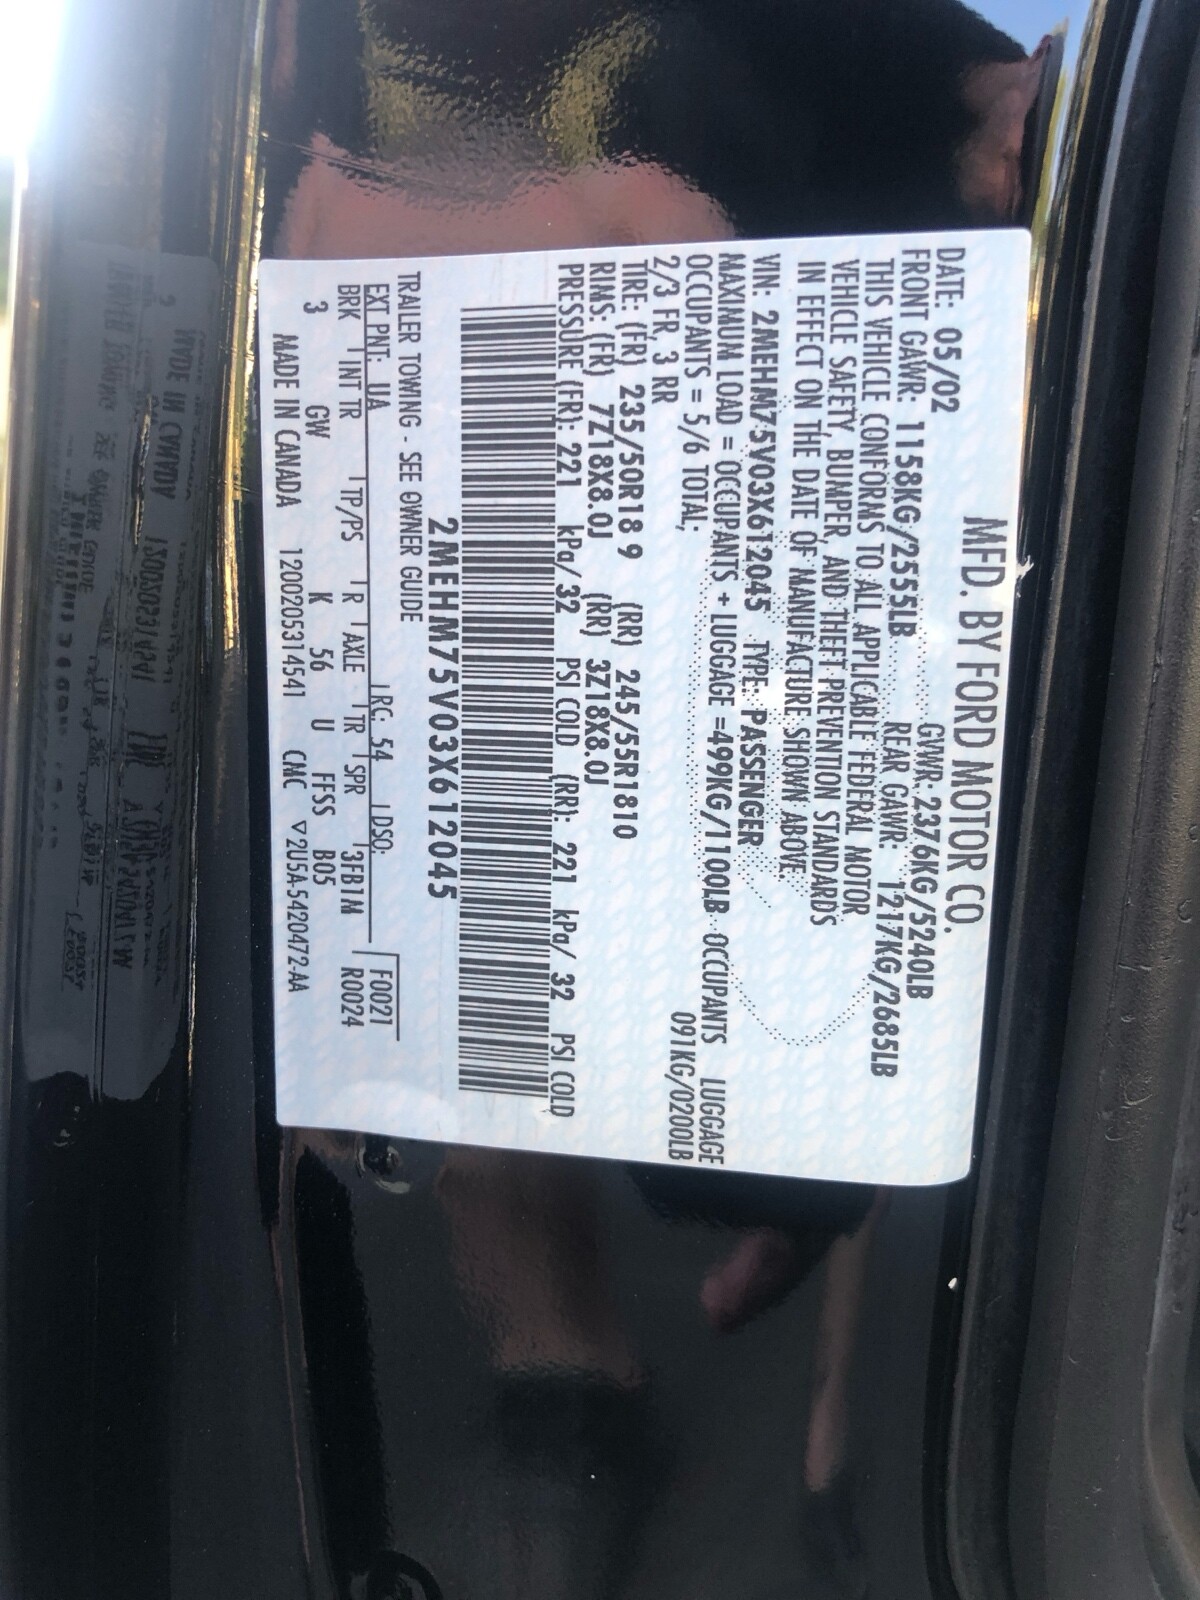 MFD. BY FORD MOTOR CO.
DATE: 05/02 GVWR: 2376KG/5240LB
FRONT GAWR: 1158KG/2555LB REAR GAWR: 1217KG/2685LB
THIS VEHICLE CONFORMS TO ALL APPLICABLE FEDERAL MOTOR
VEHICLE SAFETY, BUMPER, AND THEFT PREVENTION STANDARDS
IN EFFECT ON THE DATE OF MANUFACTURE SHOWN ABOVE.
VIN: 2MEHM75V03X612045 TYPE: PASSENGER
MAXIMUM LOAD = OCCUPANTS + LUGGAGE =499KG/1100LB OCCUPANTS LUGGAGE
OCCUPANTS = 5/6 TOTAL; 091KG/0200LB
2/3 FR, 3 RR
TIRE: (FR) 235/50R18 9 (RR) 245/55R1810
RIMS: (FR) 7Z18X8.0J (RR) 3Z18X8.0J
PRESSURE (FR): 221 kPa/ 32 PSI COLD (RR): 221 kPa/ 32 PSI COLD
2MEHM75V03X612045
TRAILER TOWING - SEE OWNER GUIDE
EXT PNT: UA RC: 54 DSO: F0021
BRK INT TR TP/PS R AXLE TR SPR 3FB1M R0024
3 GW K 56 U FFSS B05
MADE IN CANADA 12002053 14541 CMC ▽2U5A-5420472-AA